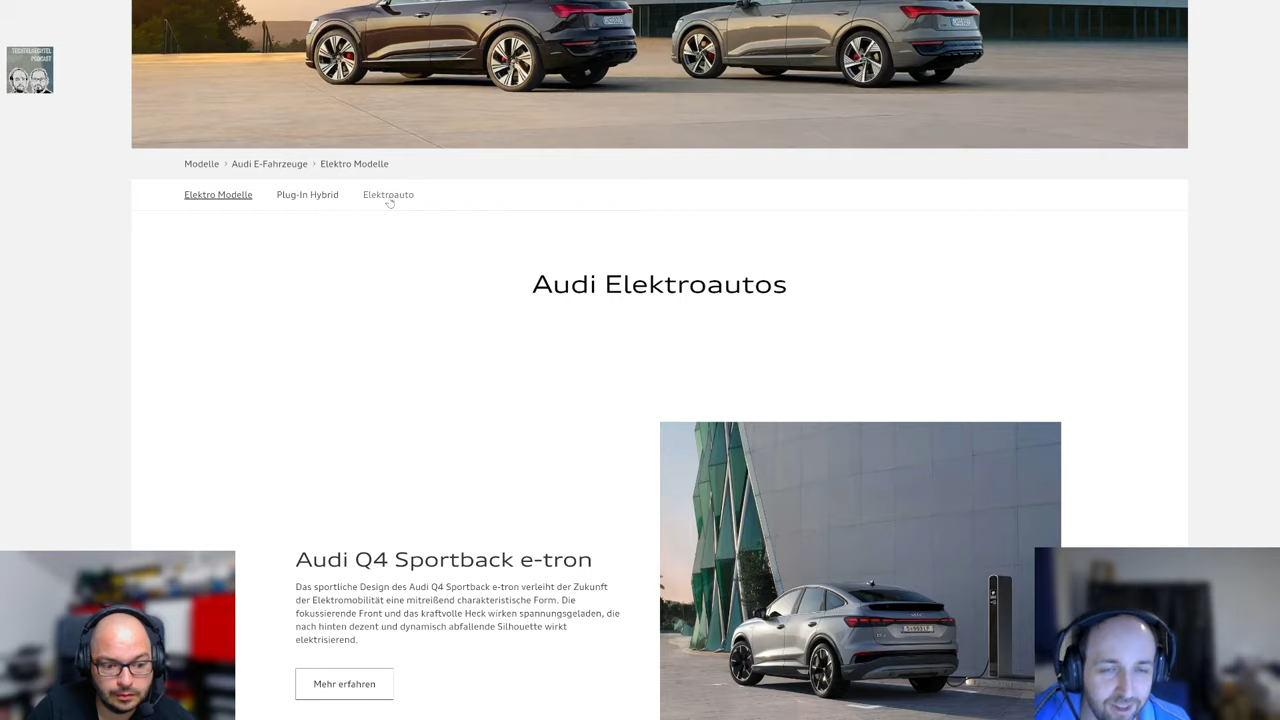 TECHTELMECHTEL
PODCAST
Modelle › Audi E-Fahrzeuge › Elektro Modelle
Elektro Modelle Plug-In Hybrid Elektroauto
Audi Elektroautos
Audi Q4 Sportback e-tron
Das sportliche Design des Audi Q4 Sportback e-tron verleiht der Zukunft
der Elektromobilität eine mitreißend charakteristische Form. Die
fokussierende Front und das kraftvolle Heck wirken spannungsgeladen, die
nach hinten dezent und dynamisch abfallende Silhouette wirkt
elektrisierend.
Mehr erfahren